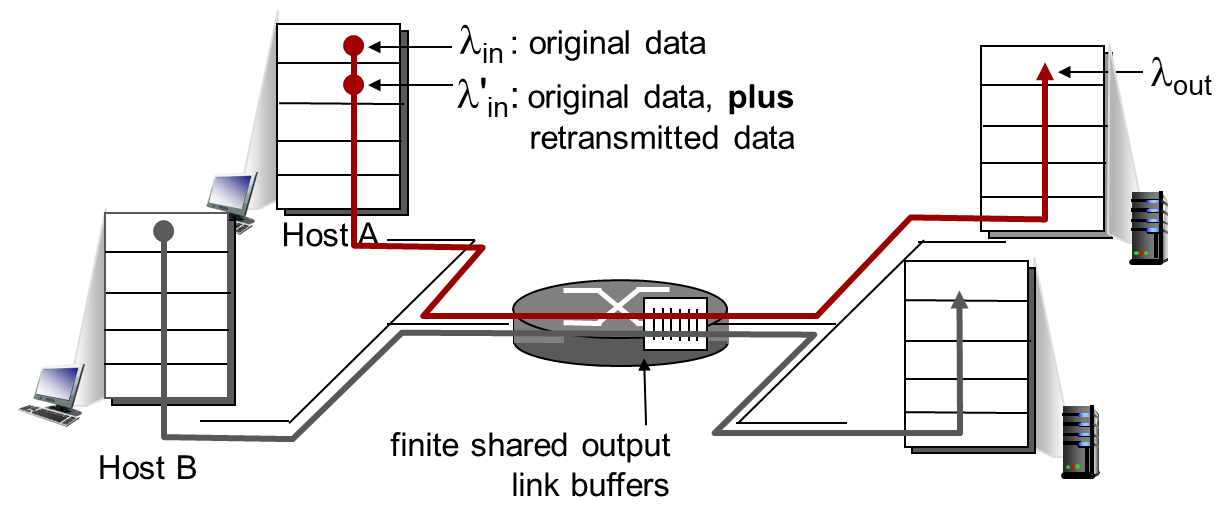 λin : original data
λ'in: original data, plus
retransmitted data
λout
Host A
Host B
finite shared output
link buffers